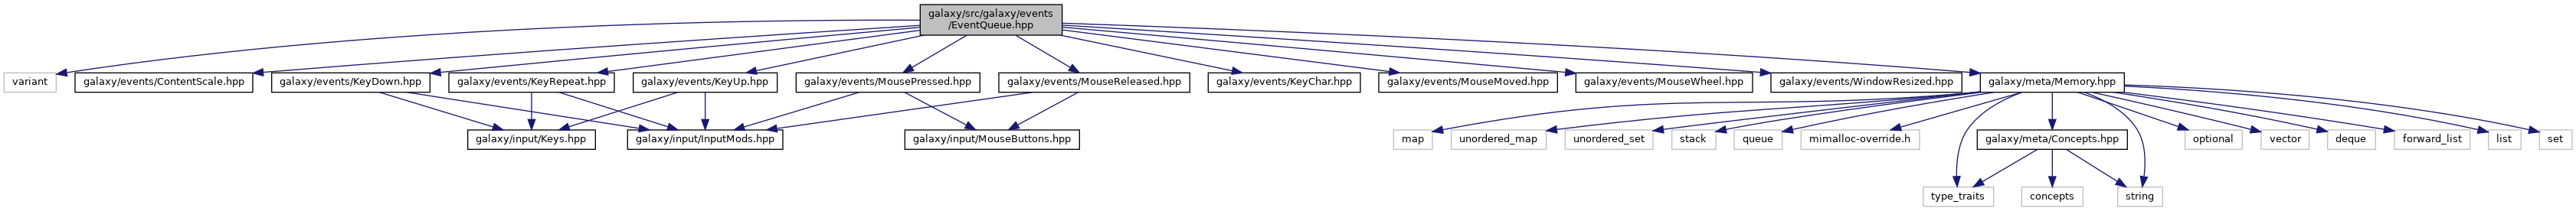 galaxy/src/galaxy/events
/EventQueue.hpp
variant
galaxy/events/ContentScale.hpp
galaxy/events/KeyDown.hpp
galaxy/events/KeyRepeat.hpp
galaxy/events/KeyUp.hpp
galaxy/events/MousePressed.hpp
galaxy/events/MouseReleased.hpp
galaxy/events/KeyChar.hpp
galaxy/events/MouseMoved.hpp
galaxy/events/MouseWheel.hpp
galaxy/events/WindowResized.hpp
galaxy/meta/Memory.hpp
galaxy/input/Keys.hpp
galaxy/input/InputMods.hpp
galaxy/input/MouseButtons.hpp
map
unordered_map
unordered_set
stack
queue
mimalloc-override.h
galaxy/meta/Concepts.hpp
optional
vector
deque
forward_list
list
set
type_traits
concepts
string